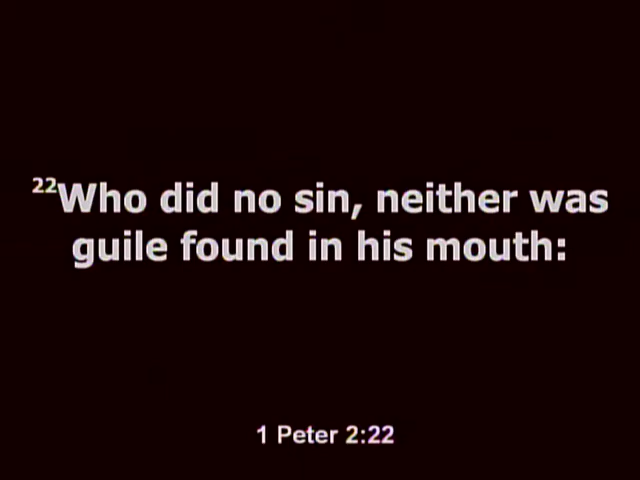 ²²Who did no sin, neither was
guile found in his mouth:
1 Peter 2:22